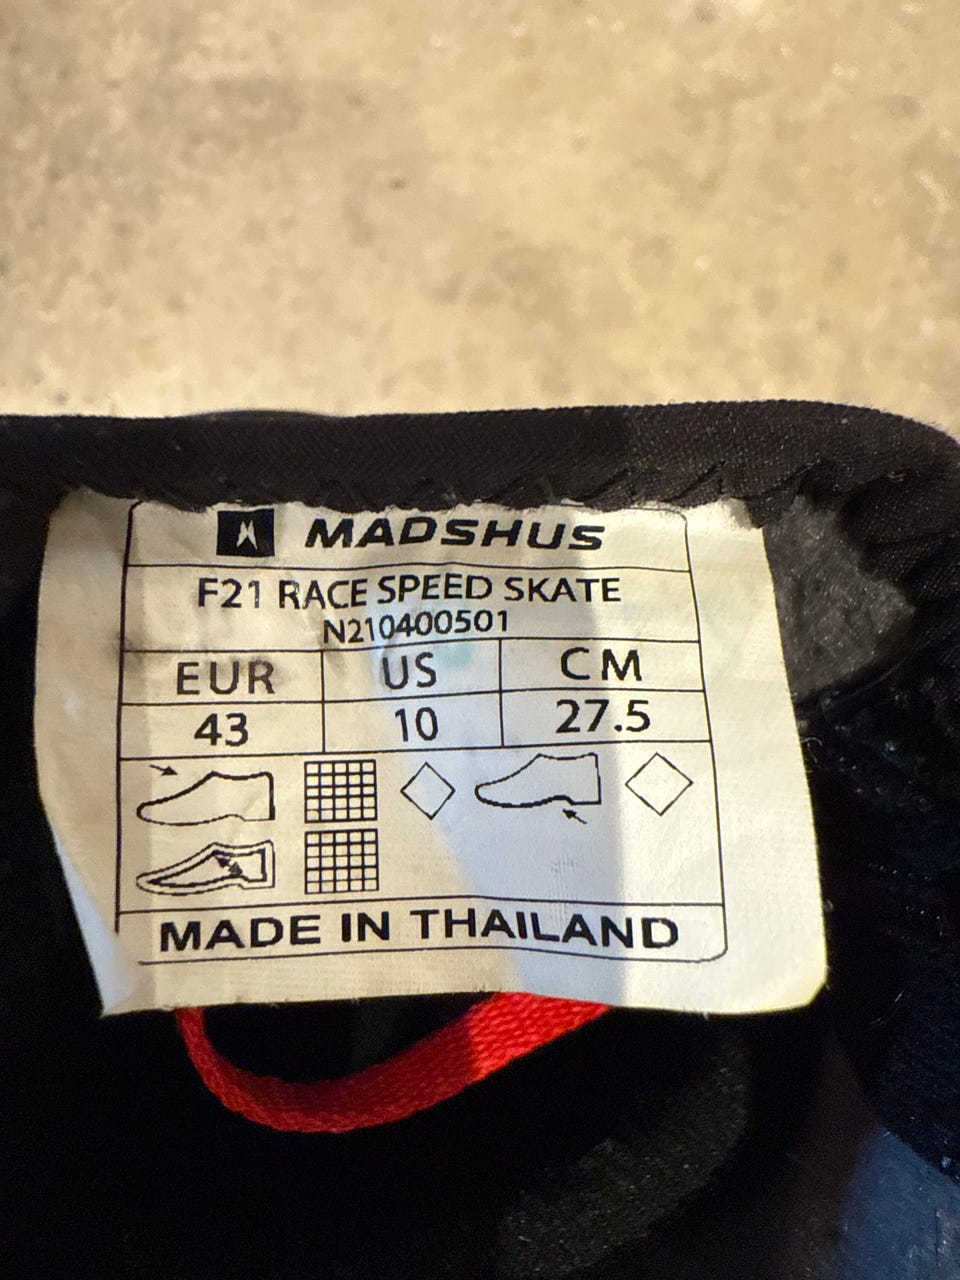 MADSHUS
F21 RACE SPEED SKATE
N210400501
EUR US CM
43 10 27.5
MADE IN THAILAND